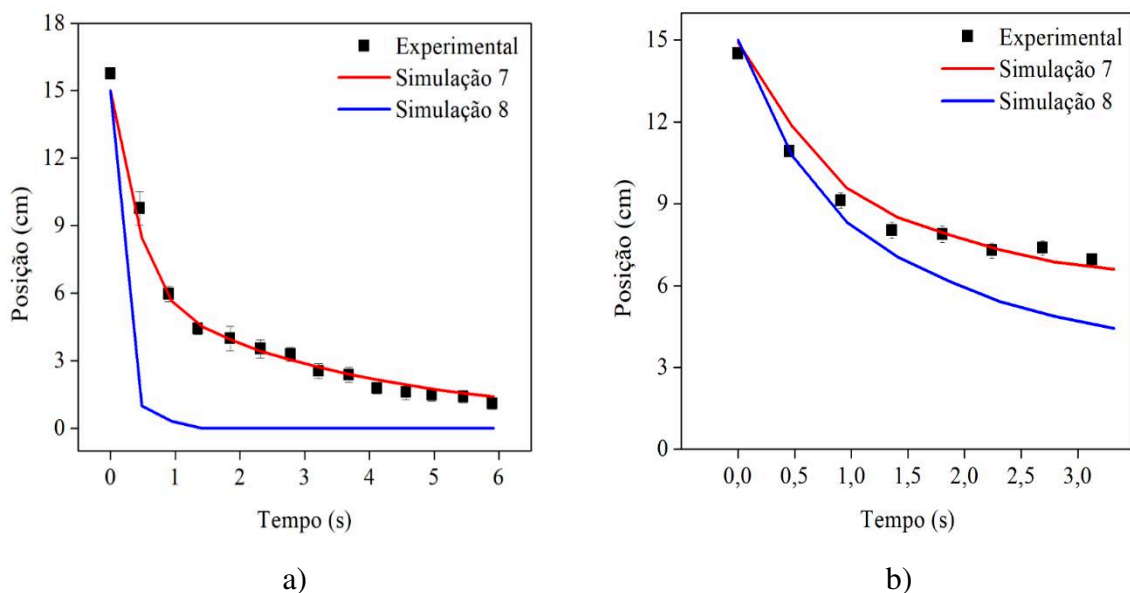 18
15
12
9
6
3
0
Posição (cm)
Experimental
Simulação 7
Simulação 8
0 1 2 3 4 5 6
Tempo (s)
a)
15
12
9
6
3
0
Posição (cm)
Experimental
Simulação 7
Simulação 8
0,0 0,5 1,0 1,5 2,0 2,5 3,0
Tempo (s)
b)